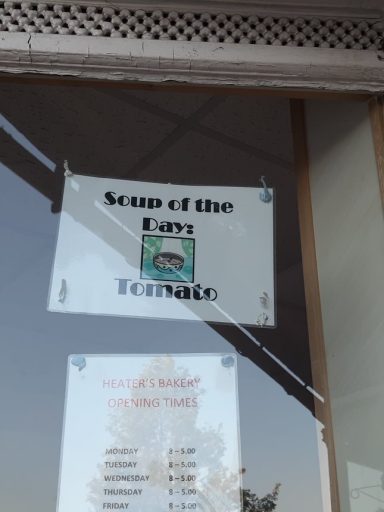 Soup of the
Day:
Tomato
HEATER'S BAKERY
OPENING TIMES
MONDAY 8 – 5.00
TUESDAY 8 – 5.00
WEDNESDAY 8 – 5.00
THURSDAY 8 – 5.00
FRIDAY 8 – 5.00